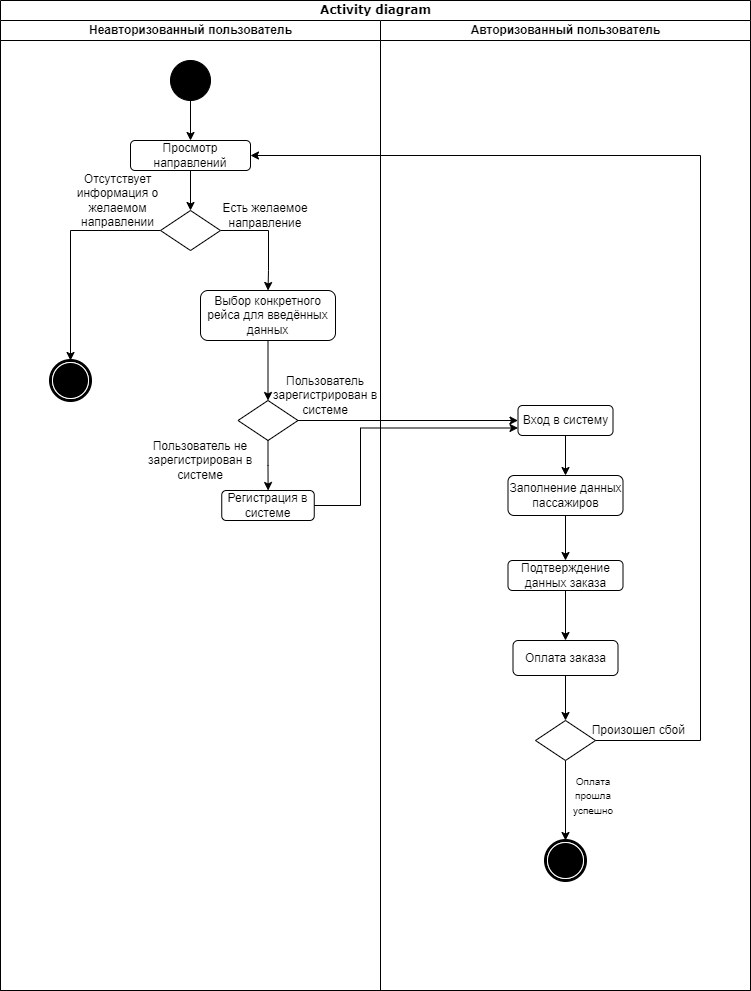 Activity diagram
Неавторизованный пользователь
Авторизованный пользователь
Просмотр
направлений
Отсутствует
информация о
желаемом
направлении
Есть желаемое
направление
Выбор конкретного
рейса для введённых
данных
Пользователь
зарегистрирован в
системе
Вход в систему
Пользователь не
зарегистрирован в
системе
Регистрация в
системе
Заполнение данных
пассажиров
Подтверждение
данных заказа
Оплата заказа
Произошел сбой
Оплата
прошла
успешно